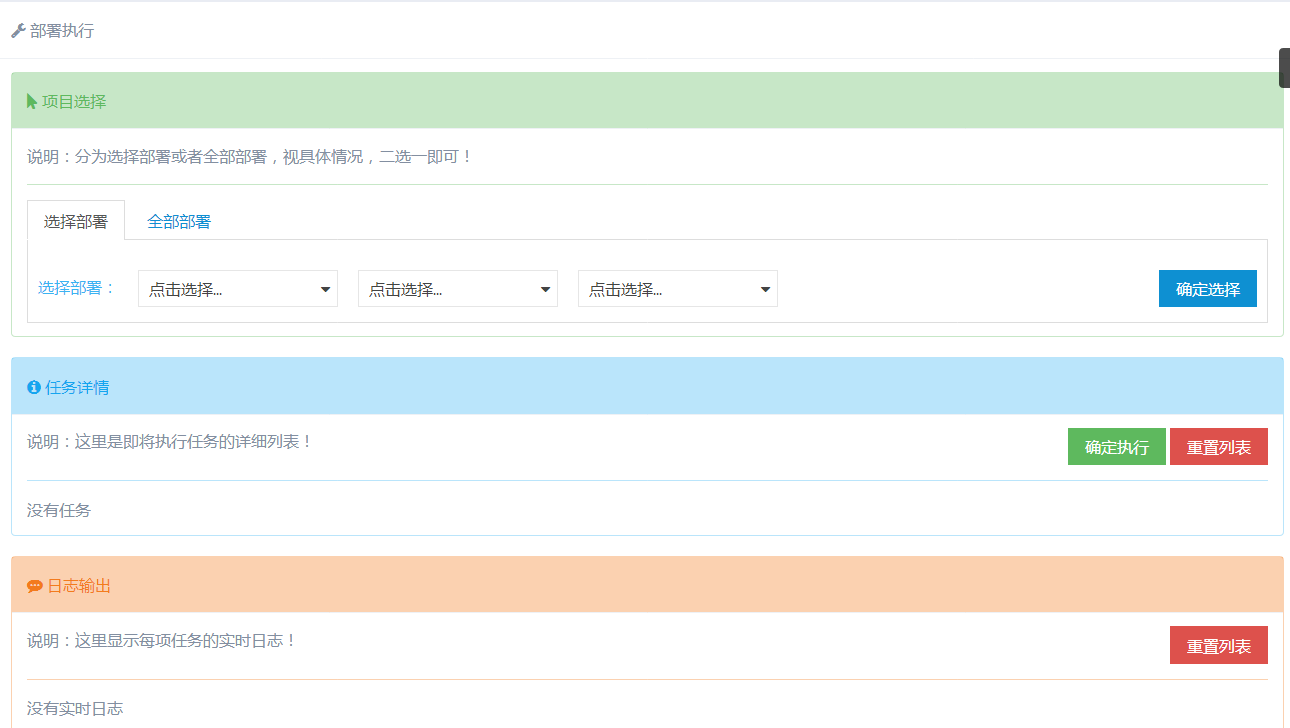 部署执行
项目选择
说明：分为选择部署或者全部部署，视具体情况，二选一即可！
选择部署 全部部署
选择部署： 点击选择... 点击选择... 点击选择... 确定选择
任务详情
说明：这里是即将执行任务的详细列表！ 确定执行 重置列表
没有任务
日志输出
说明：这里显示每项任务的实时日志！ 重置列表
没有实时日志